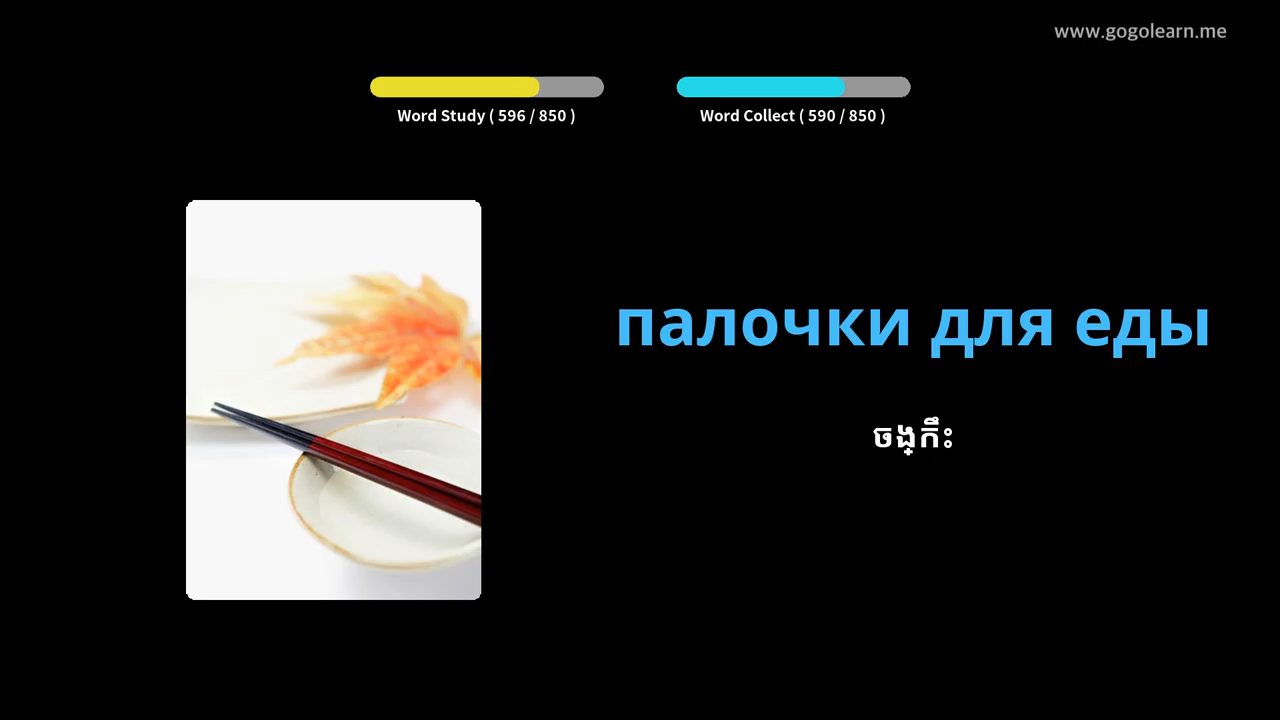 www.gogolearn.me
Word Study ( 596 / 850 )
Word Collect ( 590 / 850 )
палочки для еды
ចង្កឹះ